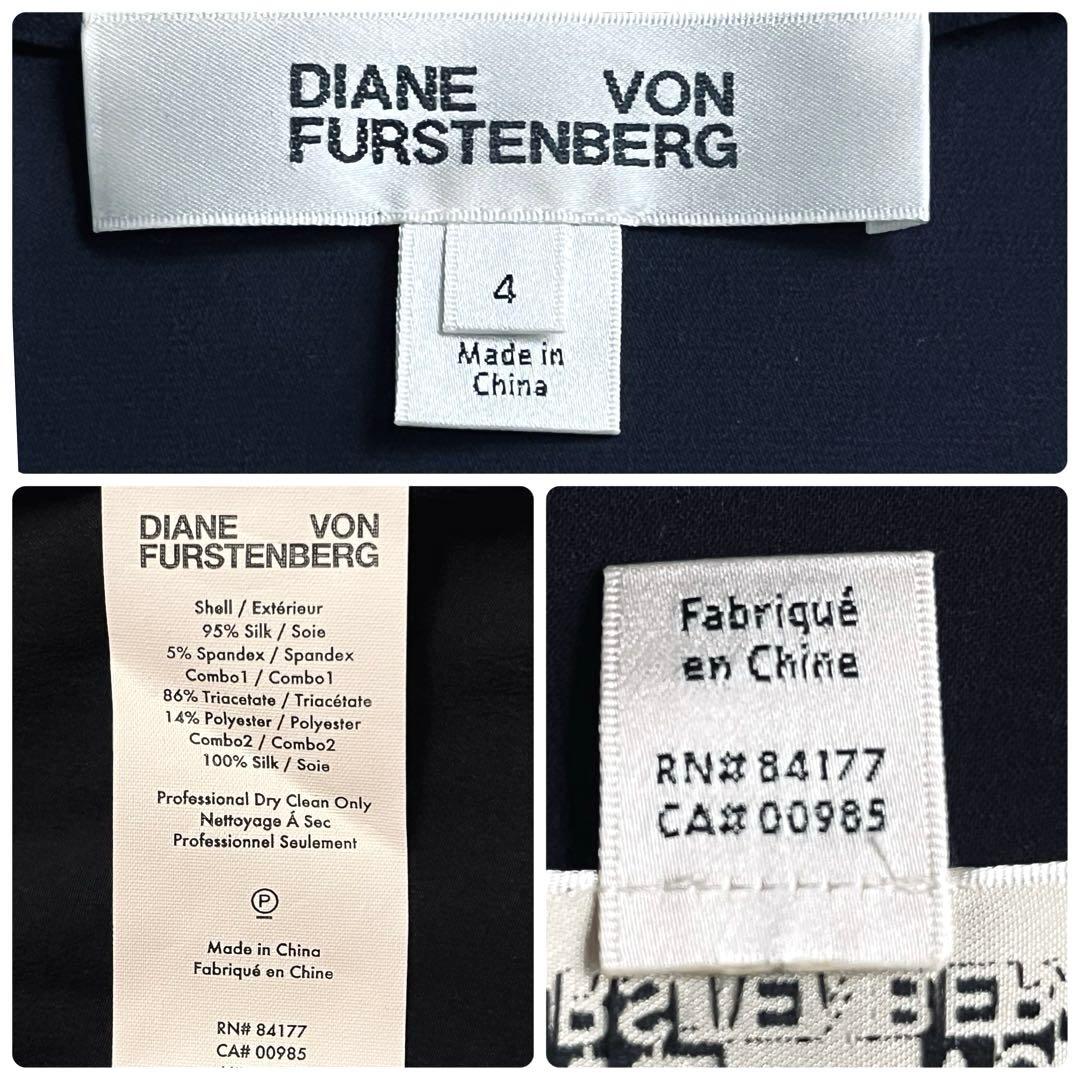 DIANE VON
FURSTENBERG
4
Made in
China
DIANE VON
FURSTENBERG
Shell / Extérieur
95% Silk / Soie
5% Spandex / Spandex
Combo1 / Combo1
86% Triacetate / Triacétate
14% Polyester / Polyester
Combo2 / Combo2
100% Silk / Soie
Professional Dry Clean Only
Nettoyage Á Sec
Professionnel Seulement
P
Made in China
Fabriqué en Chine
RN# 84177
CA# 00985
Fabriqué
en Chine
RN# 84177
CA# 00985